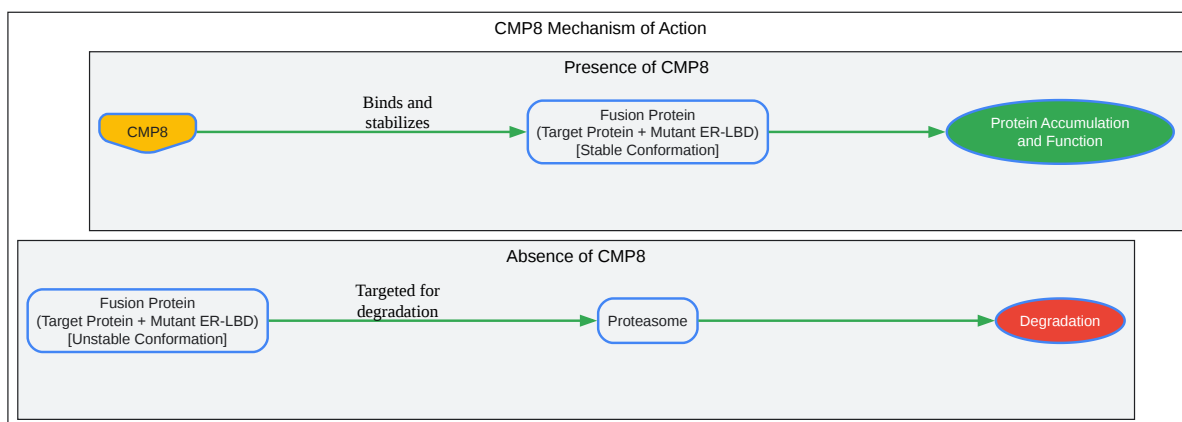 CMP8 Mechanism of Action
Presence of CMP8
CMP8
Binds and
stabilizes
Fusion Protein
(Target Protein + Mutant ER-LBD)
[Stable Conformation]
Protein Accumulation
and Function
Absence of CMP8
Fusion Protein
(Target Protein + Mutant ER-LBD)
[Unstable Conformation]
Targeted for
degradation
Proteasome
Degradation